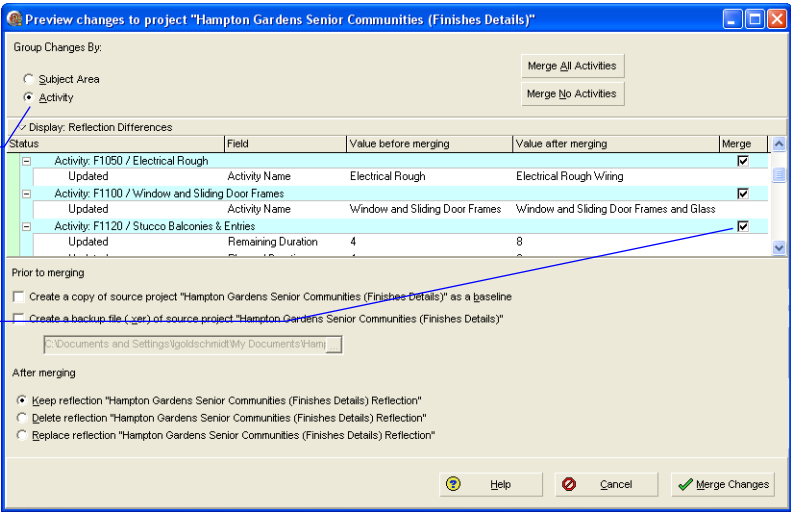 Preview changes to project "Hampton Gardens Senior Communities (Finishes Details)"
Group Changes By:
Subject Area
Activity
Merge All Activities
Merge No Activities
Display: Reflection Differences
Status Field Value before merging Value after merging Merge
Activity: F1050 / Electrical Rough
Updated Activity Name Electrical Rough Electrical Rough Wiring
Activity: F1100 / Window and Sliding Door Frames
Updated Activity Name Window and Sliding Door Frames Window and Sliding Door Frames and Glass
Activity: F1120 / Stucco Balconies & Entries
Updated Remaining Duration 4 8
Prior to merging
Create a copy of source project "Hampton Gardens Senior Communities (Finishes Details)" as a baseline
Create a backup file (.xer) of source project "Hampton Gardens Senior Communities (Finishes Details)"
C:\Documents and Settings\lgoldschmidt\My Documents\Hamp ...
After merging
Keep reflection "Hampton Gardens Senior Communities (Finishes Details) Reflection"
Delete reflection "Hampton Gardens Senior Communities (Finishes Details) Reflection"
Replace reflection "Hampton Gardens Senior Communities (Finishes Details) Reflection"
Help Cancel Merge Changes